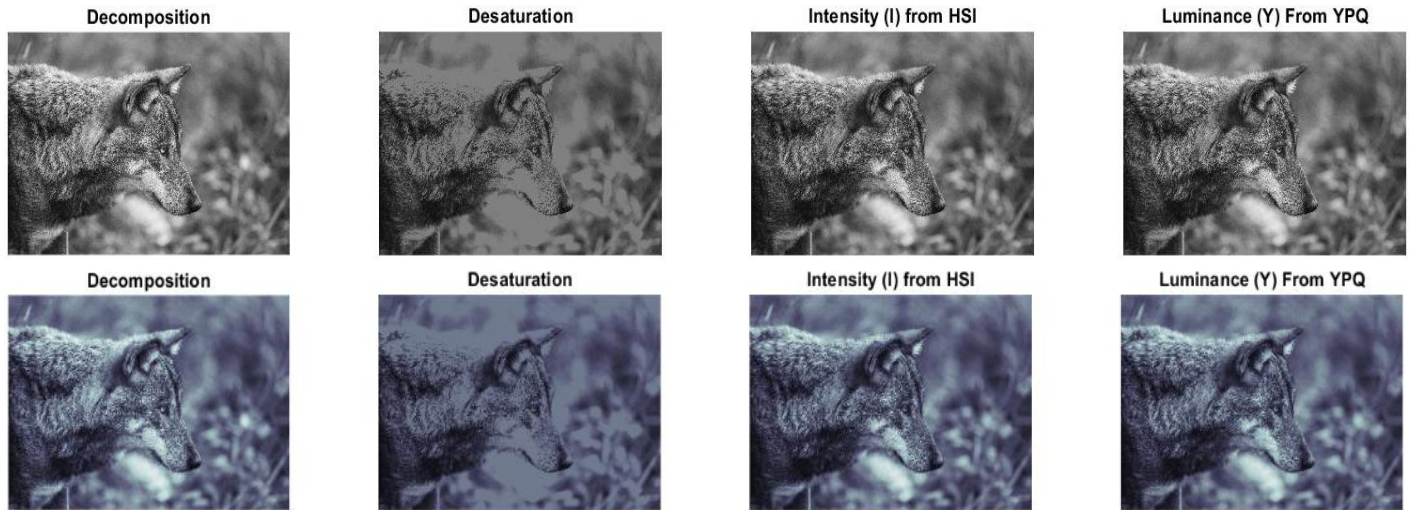 Decomposition
Desaturation
Intensity (I) from HSI
Luminance (Y) From YPQ
Decomposition
Desaturation
Intensity (I) from HSI
Luminance (Y) From YPQ